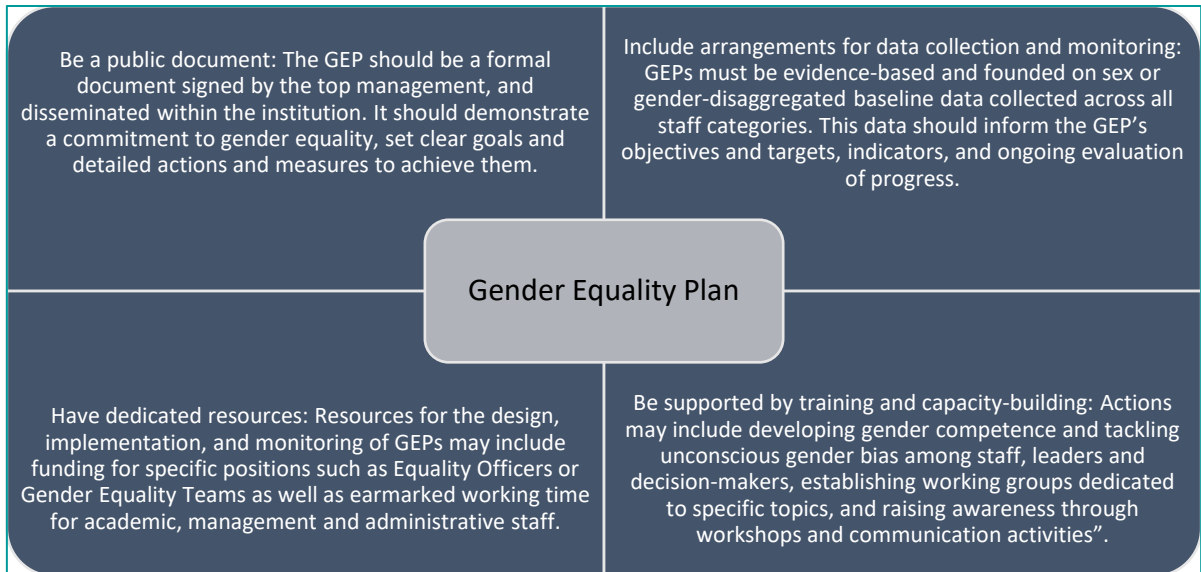 Be a public document: The GEP should be a formal
document signed by the top management, and
disseminated within the institution. It should demonstrate
a commitment to gender equality, set clear goals and
detailed actions and measures to achieve them.
Include arrangements for data collection and monitoring:
GEPs must be evidence-based and founded on sex or
gender-disaggregated baseline data collected across all
staff categories. This data should inform the GEP’s
objectives and targets, indicators, and ongoing evaluation
of progress.
Gender Equality Plan
Have dedicated resources: Resources for the design,
implementation, and monitoring of GEPs may include
funding for specific positions such as Equality Officers or
Gender Equality Teams as well as earmarked working time
for academic, management and administrative staff.
Be supported by training and capacity-building: Actions
may include developing gender competence and tackling
unconscious gender bias among staff, leaders and
decision-makers, establishing working groups dedicated
to specific topics, and raising awareness through
workshops and communication activities”.